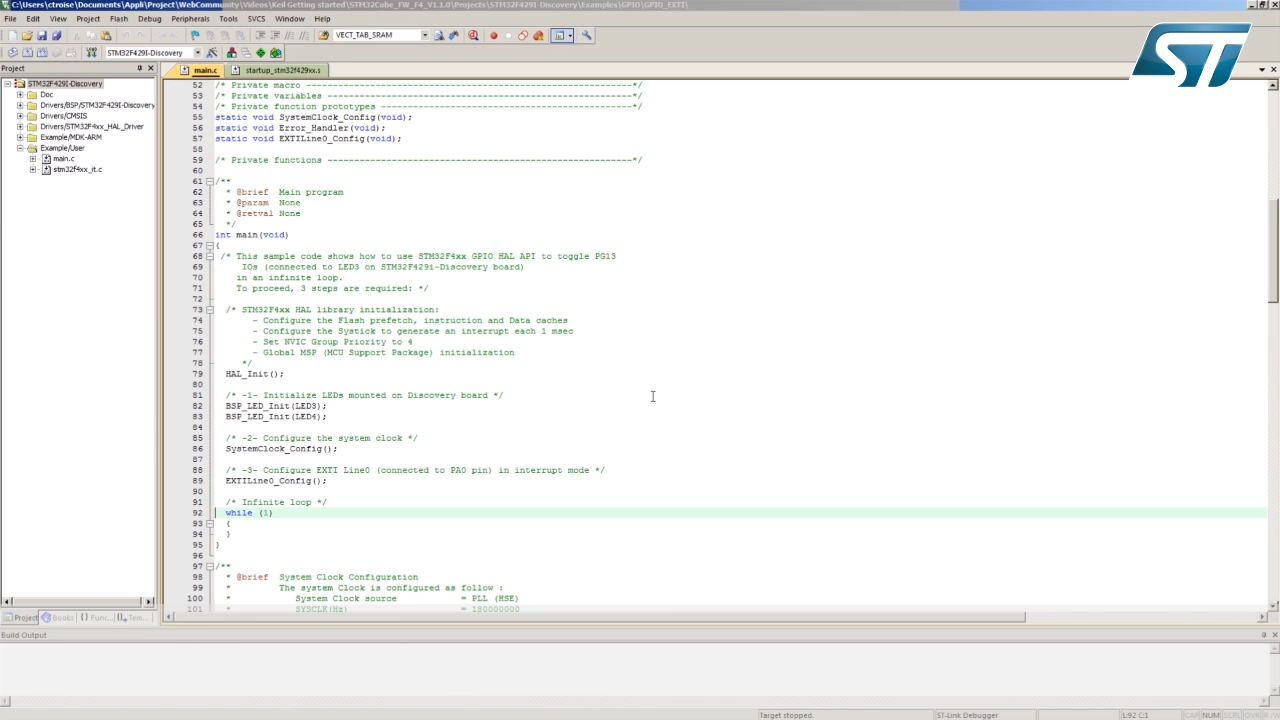 C:\Users\ctroise\Documents\Appli\Project\WebCommunity\Videos\Keil Getting started\STM32Cube_FW_F4_V1.1.0\Projects\STM32F429I-Discovery\Examples\GPIO\GPIO_EXTI\
File Edit View Project Flash Debug Peripherals Tools SVCS Window Help
VECT_TAB_SRAM
LOAD STM32F429I-Discovery
ST
Project
main.c startup_stm32f429xx.s
STM32F429I-Discovery
Doc
Drivers/BSP/STM32F429I-Discovery
Drivers/CMSIS
Drivers/STM32F4xx_HAL_Driver
Example/MDK-ARM
Example/User
main.c
stm32f4xx_it.c
52 /* Private macro -------------------------------------------------------------*/
53 /* Private variables ---------------------------------------------------------*/
54 /* Private function prototypes -----------------------------------------------*/
55 static void SystemClock_Config(void);
56 static void Error_Handler(void);
57 static void EXTILine0_Config(void);
58
59 /* Private functions ---------------------------------------------------------*/
60
61 /**
62 * @brief Main program
63 * @param None
64 * @retval None
65 */
66 int main(void)
67 {
68 /* This sample code shows how to use STM32F4xx GPIO HAL API to toggle PG13
69 IOs (connected to LED3 on STM32F429i-Discovery board)
70 in an infinite loop.
71 To proceed, 3 steps are required: */
72
73 /* STM32F4xx HAL library initialization:
74 - Configure the Flash prefetch, instruction and Data caches
75 - Configure the Systick to generate an interrupt each 1 msec
76 - Set NVIC Group Priority to 4
77 - Global MSP (MCU Support Package) initialization
78 */
79 HAL_Init();
80
81 /* -1- Initialize LEDs mounted on Discovery board */
82 BSP_LED_Init(LED3);
83 BSP_LED_Init(LED4);
84
85 /* -2- Configure the system clock */
86 SystemClock_Config();
87
88 /* -3- Configure EXTI Line0 (connected to PA0 pin) in interrupt mode */
89 EXTILine0_Config();
90
91 /* Infinite loop */
92 while (1)
93 {
94 }
95 }
96
97 /**
98 * @brief System Clock Configuration
99 * The system Clock is configured as follow :
100 * System Clock source = PLL (HSE)
101 * SYSCLK(Hz) = 180000000
Project Books {} Func... Tem...
Build Output
Target stopped. ST-Link Debugger L:92 C:1 CAP NUM SCRL OVR